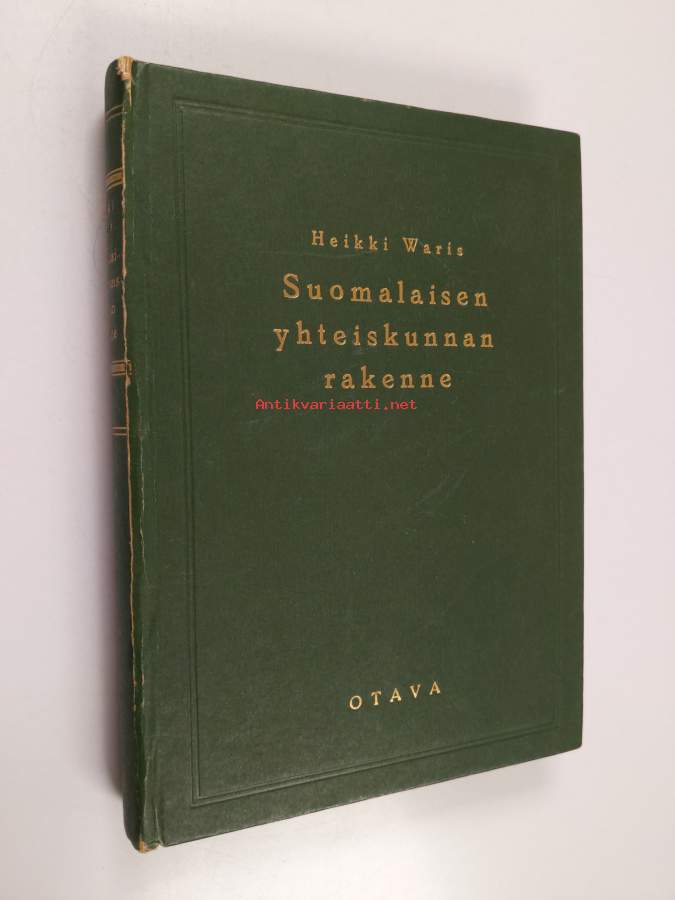 Heikki Waris
Suomalaisen
yhteiskunnan
rakenne
Antikvariaatti.net
OTAVA